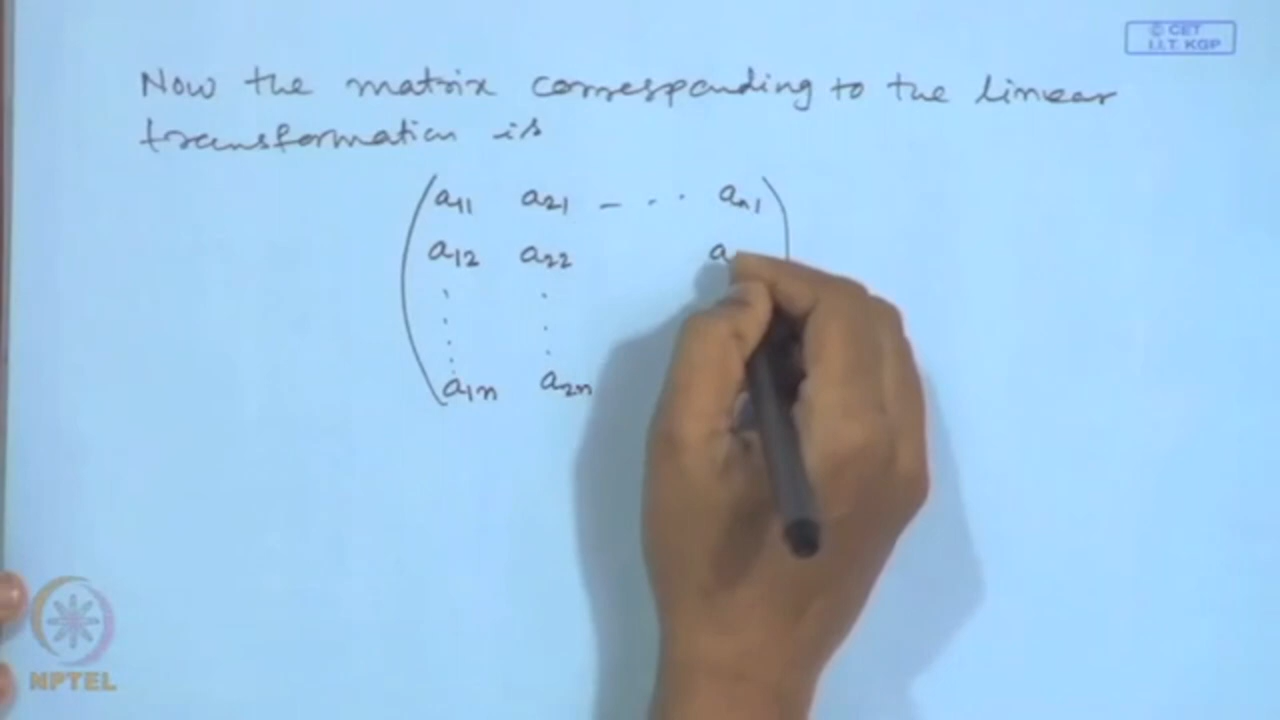 © CET
I.I.T. KGP
Now the matrix corresponding to the linear
transformation is
a11 a21 - . . . an1
a12 a22 a
. .
. .
. .
a1n a2n
NPTEL